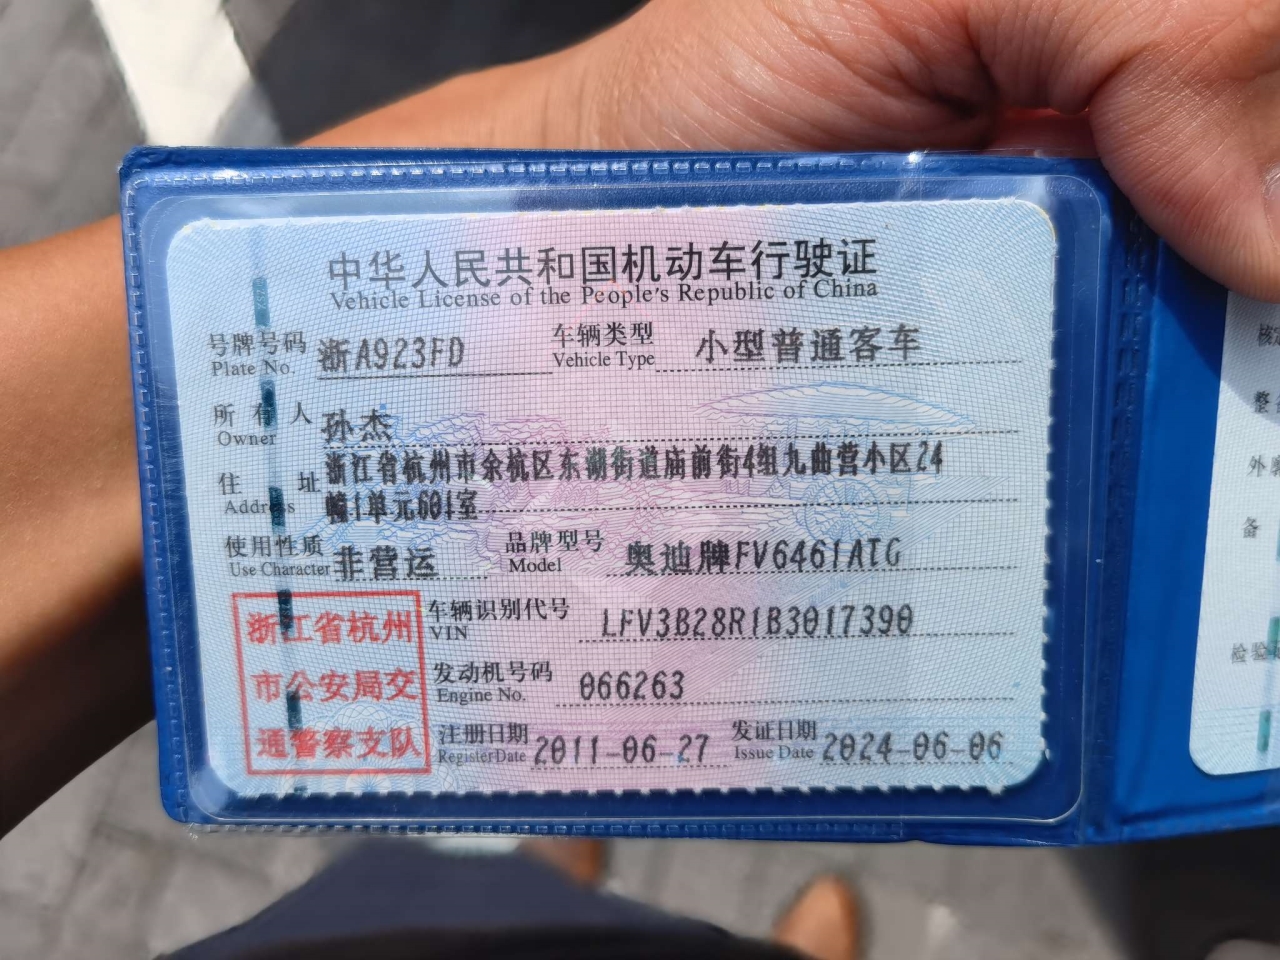 中华人民共和国机动车行驶证
Vehicle License of the People's Republic of China
号牌号码 浙A923FD 车辆类型 小型普通客车
Plate No. Vehicle Type
所有人 孙杰
Owner
住址 浙江省杭州市余杭区东湖街道庙前街4组九曲营小区24
Address 幢1单元601室
使用性质 非营运 品牌型号 奥迪牌FV6461ATG
Use Character Model
浙江省杭州
市公安局交
通警察支队
车辆识别代号 LFV3B28R1B3017390
VIN
发动机号码 066263
Engine No.
注册日期 2011-06-27 发证日期 2024-06-06
Register Date Issue Date
核
整
外
备
检验